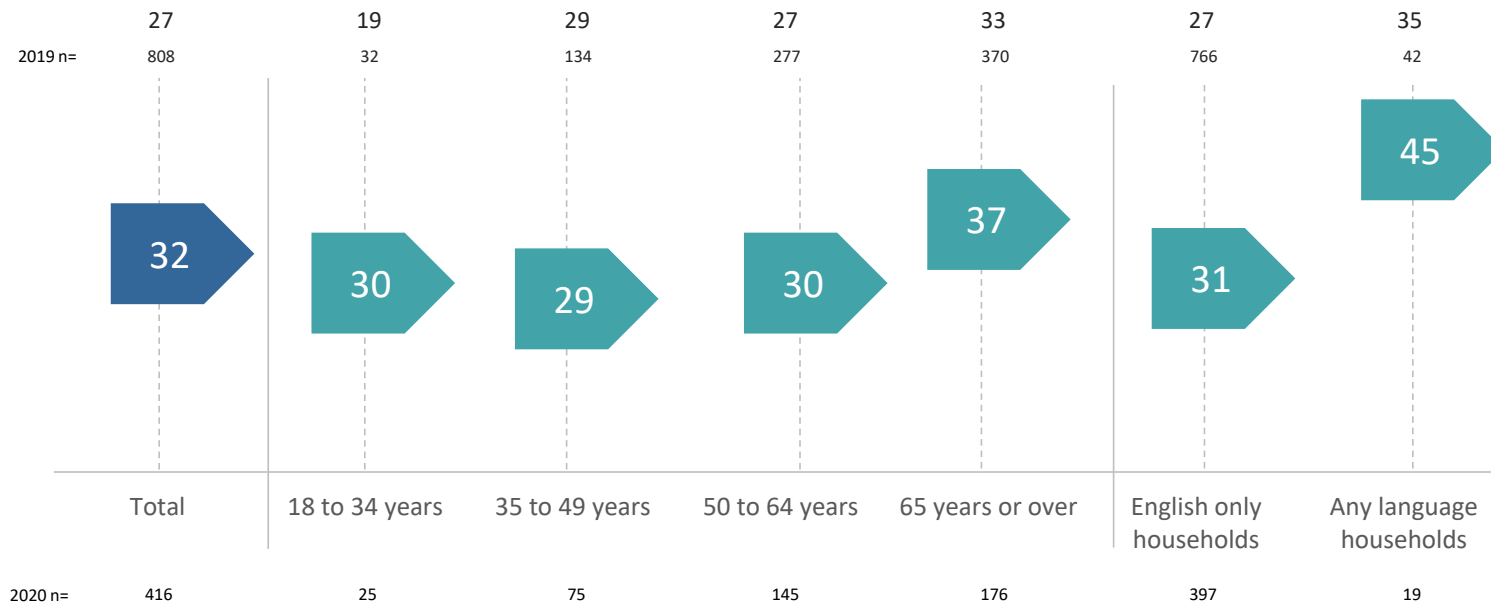 27 19 29 27 33 27 35
2019 n= 808 32 134 277 370 766 42
45
37
32
30
30
31
29
Total 18 to 34 years 35 to 49 years 50 to 64 years 65 years or over English only Any language
households households
2020 n= 416 25 75 145 176 397 19